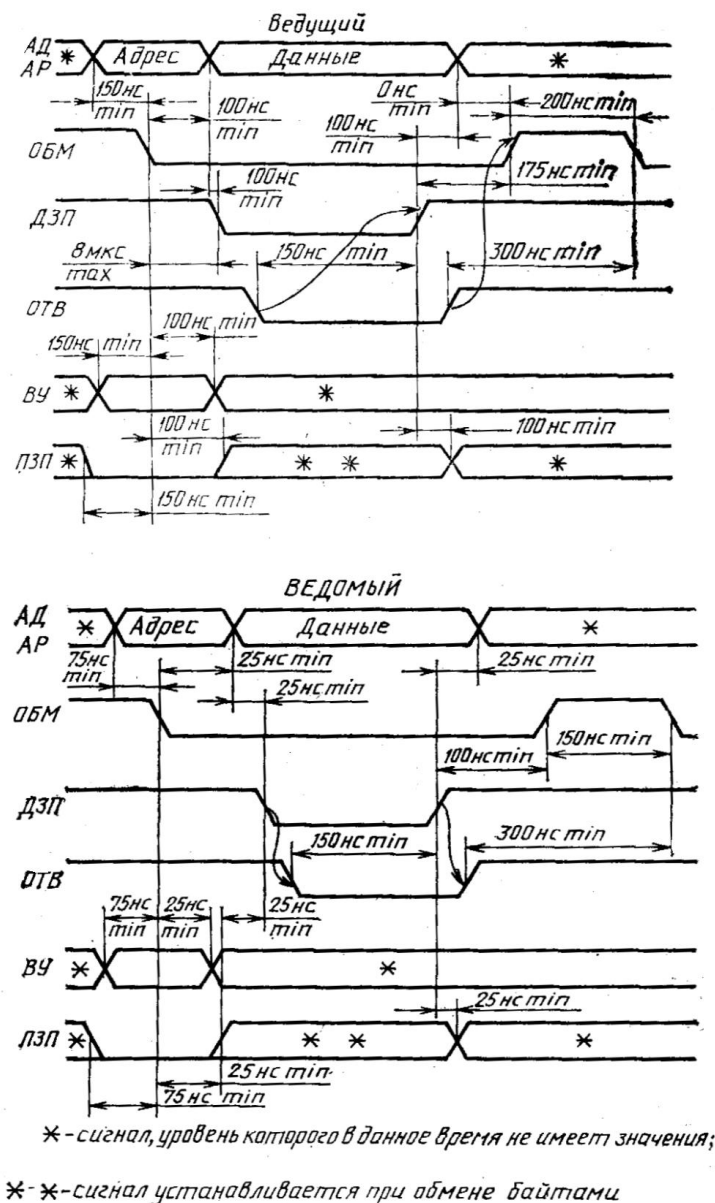 Ведущий
АД
АР
*
Адрес
Данные
*
150нс
min
100нс
min
0нс
min
200нс min
100нс
min
ОБМ
175нс min
100нс
min
ДЗП
8мкс
max
150нс min
300нс min
ОТВ
100нс min
150нс min
ВУ
*
*
100нс
min
100нс min
ПЗП
*
* *
*
150нс min
ВЕДОМЫЙ
АД
АР
*
Адрес
Данные
*
75нс
min
25нс min
25нс min
25нс min
ОБМ
100нс min
150нс min
ДЗП
150нс min
300нс min
ОТВ
75нс
min
25нс
min
25нс
min
ВУ
*
*
25нс min
ПЗП
*
* *
*
25нс min
75нс min
*-сигнал,уровень которого в данное время не имеет значения;
*-*-сигнал устанавливается при обмене байтами